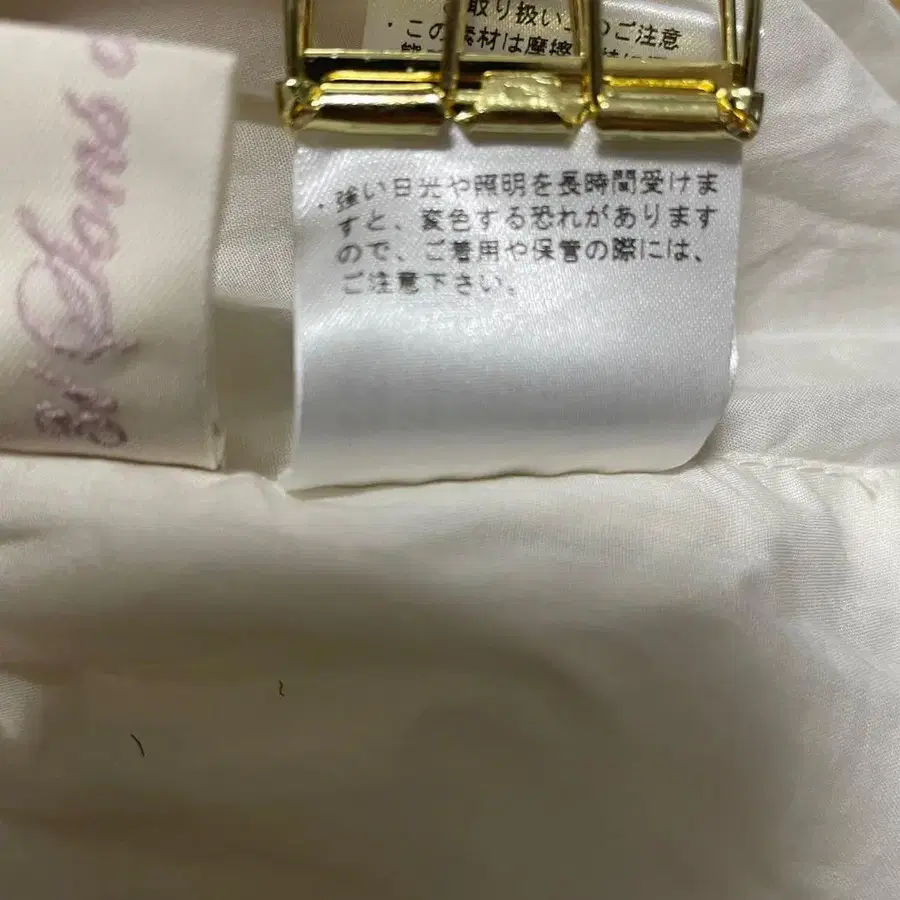 取り扱い
のご注意
・この素材は摩擦
・強い日光や照明を長時間受けま
すと、変色する恐れがあります
ので、ご着用や保管の際には、
ご注意下さい。
Sans